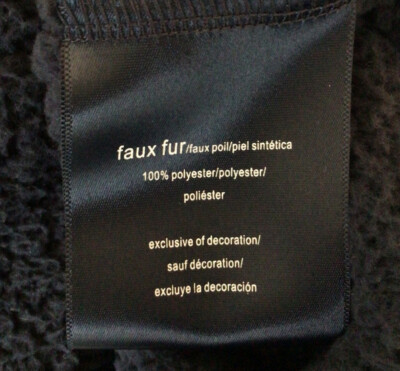 faux fur/faux poil/piel sintética
100% polyester/polyester/
poliéster
exclusive of decoration/
sauf décoration/
excluye la decoración